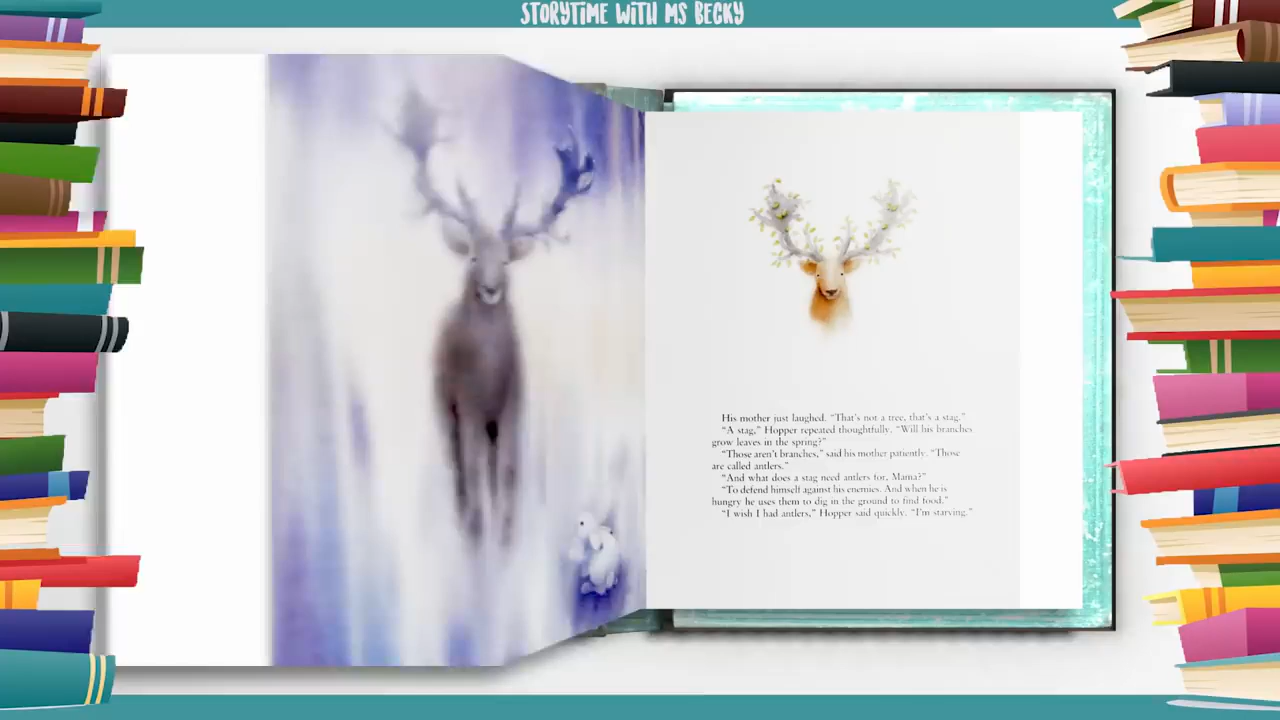 STORYTIME WITH MS BECKY
His mother just laughed. “That’s not a tree, that’s a stag.”
“A stag,” Hopper repeated thoughtfully. “Will his branches
grow leaves in the spring?”
“Those aren’t branches,” said his mother patiently. “Those
are called antlers.”
“And what does a stag need antlers for, Mama?”
“To defend himself against his enemies. And when he is
hungry he uses them to dig in the ground to find food.”
“I wish I had antlers,” Hopper said quickly. “I’m starving.”